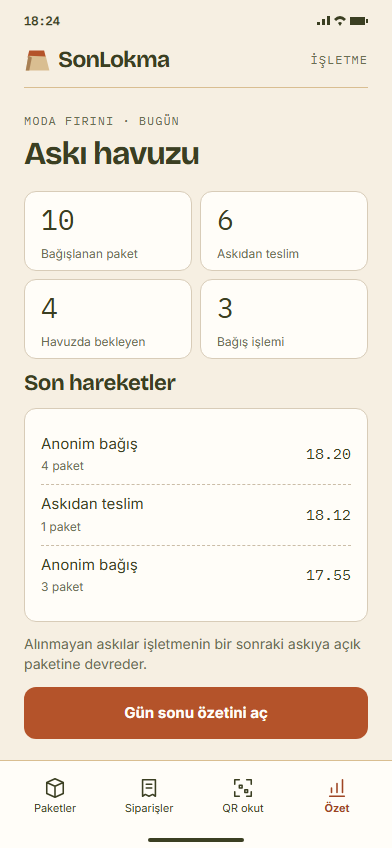 18:24
SonLokma
İŞLETME
MODA FIRINI · BUGÜN
Askı havuzu
10
Bağışlanan paket
6
Askıdan teslim
4
Havuzda bekleyen
3
Bağış işlemi
Son hareketler
Anonim bağış
4 paket
18.20
Askıdan teslim
1 paket
18.12
Anonim bağış
3 paket
17.55
Alınmayan askılar işletmenin bir sonraki askıya açık
paketine devreder.
Gün sonu özetini aç
Paketler
Siparişler
QR okut
Özet